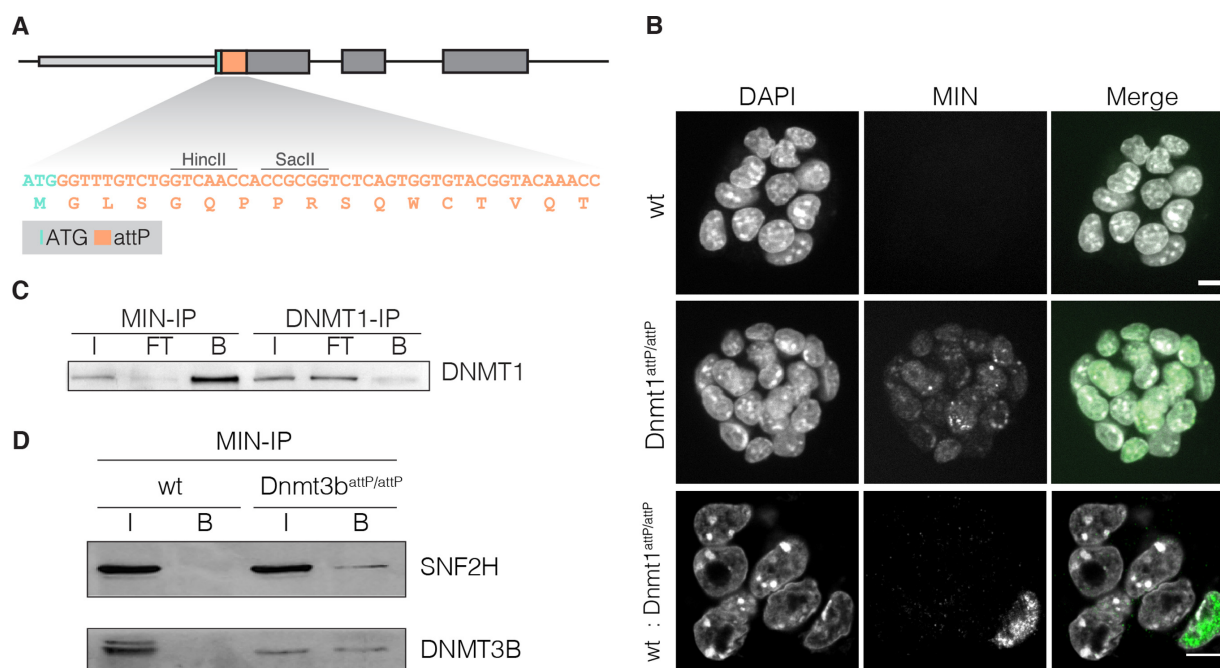 A
HincII SacII
ATGGGTTTGTCTGGTCAACCACCGCGGTCTCAGTGGTGTACGGTACAAACC
M G L S G Q P P R S Q W C T V Q T
ATG attP
B
DAPI MIN Merge
wt
Dnmt1attP/attP
wt : Dnmt1attP/attP
C
MIN-IP DNMT1-IP
I FT B I FT B
DNMT1
D
MIN-IP
wt Dnmt3battP/attP
I B I B
SNF2H
DNMT3B